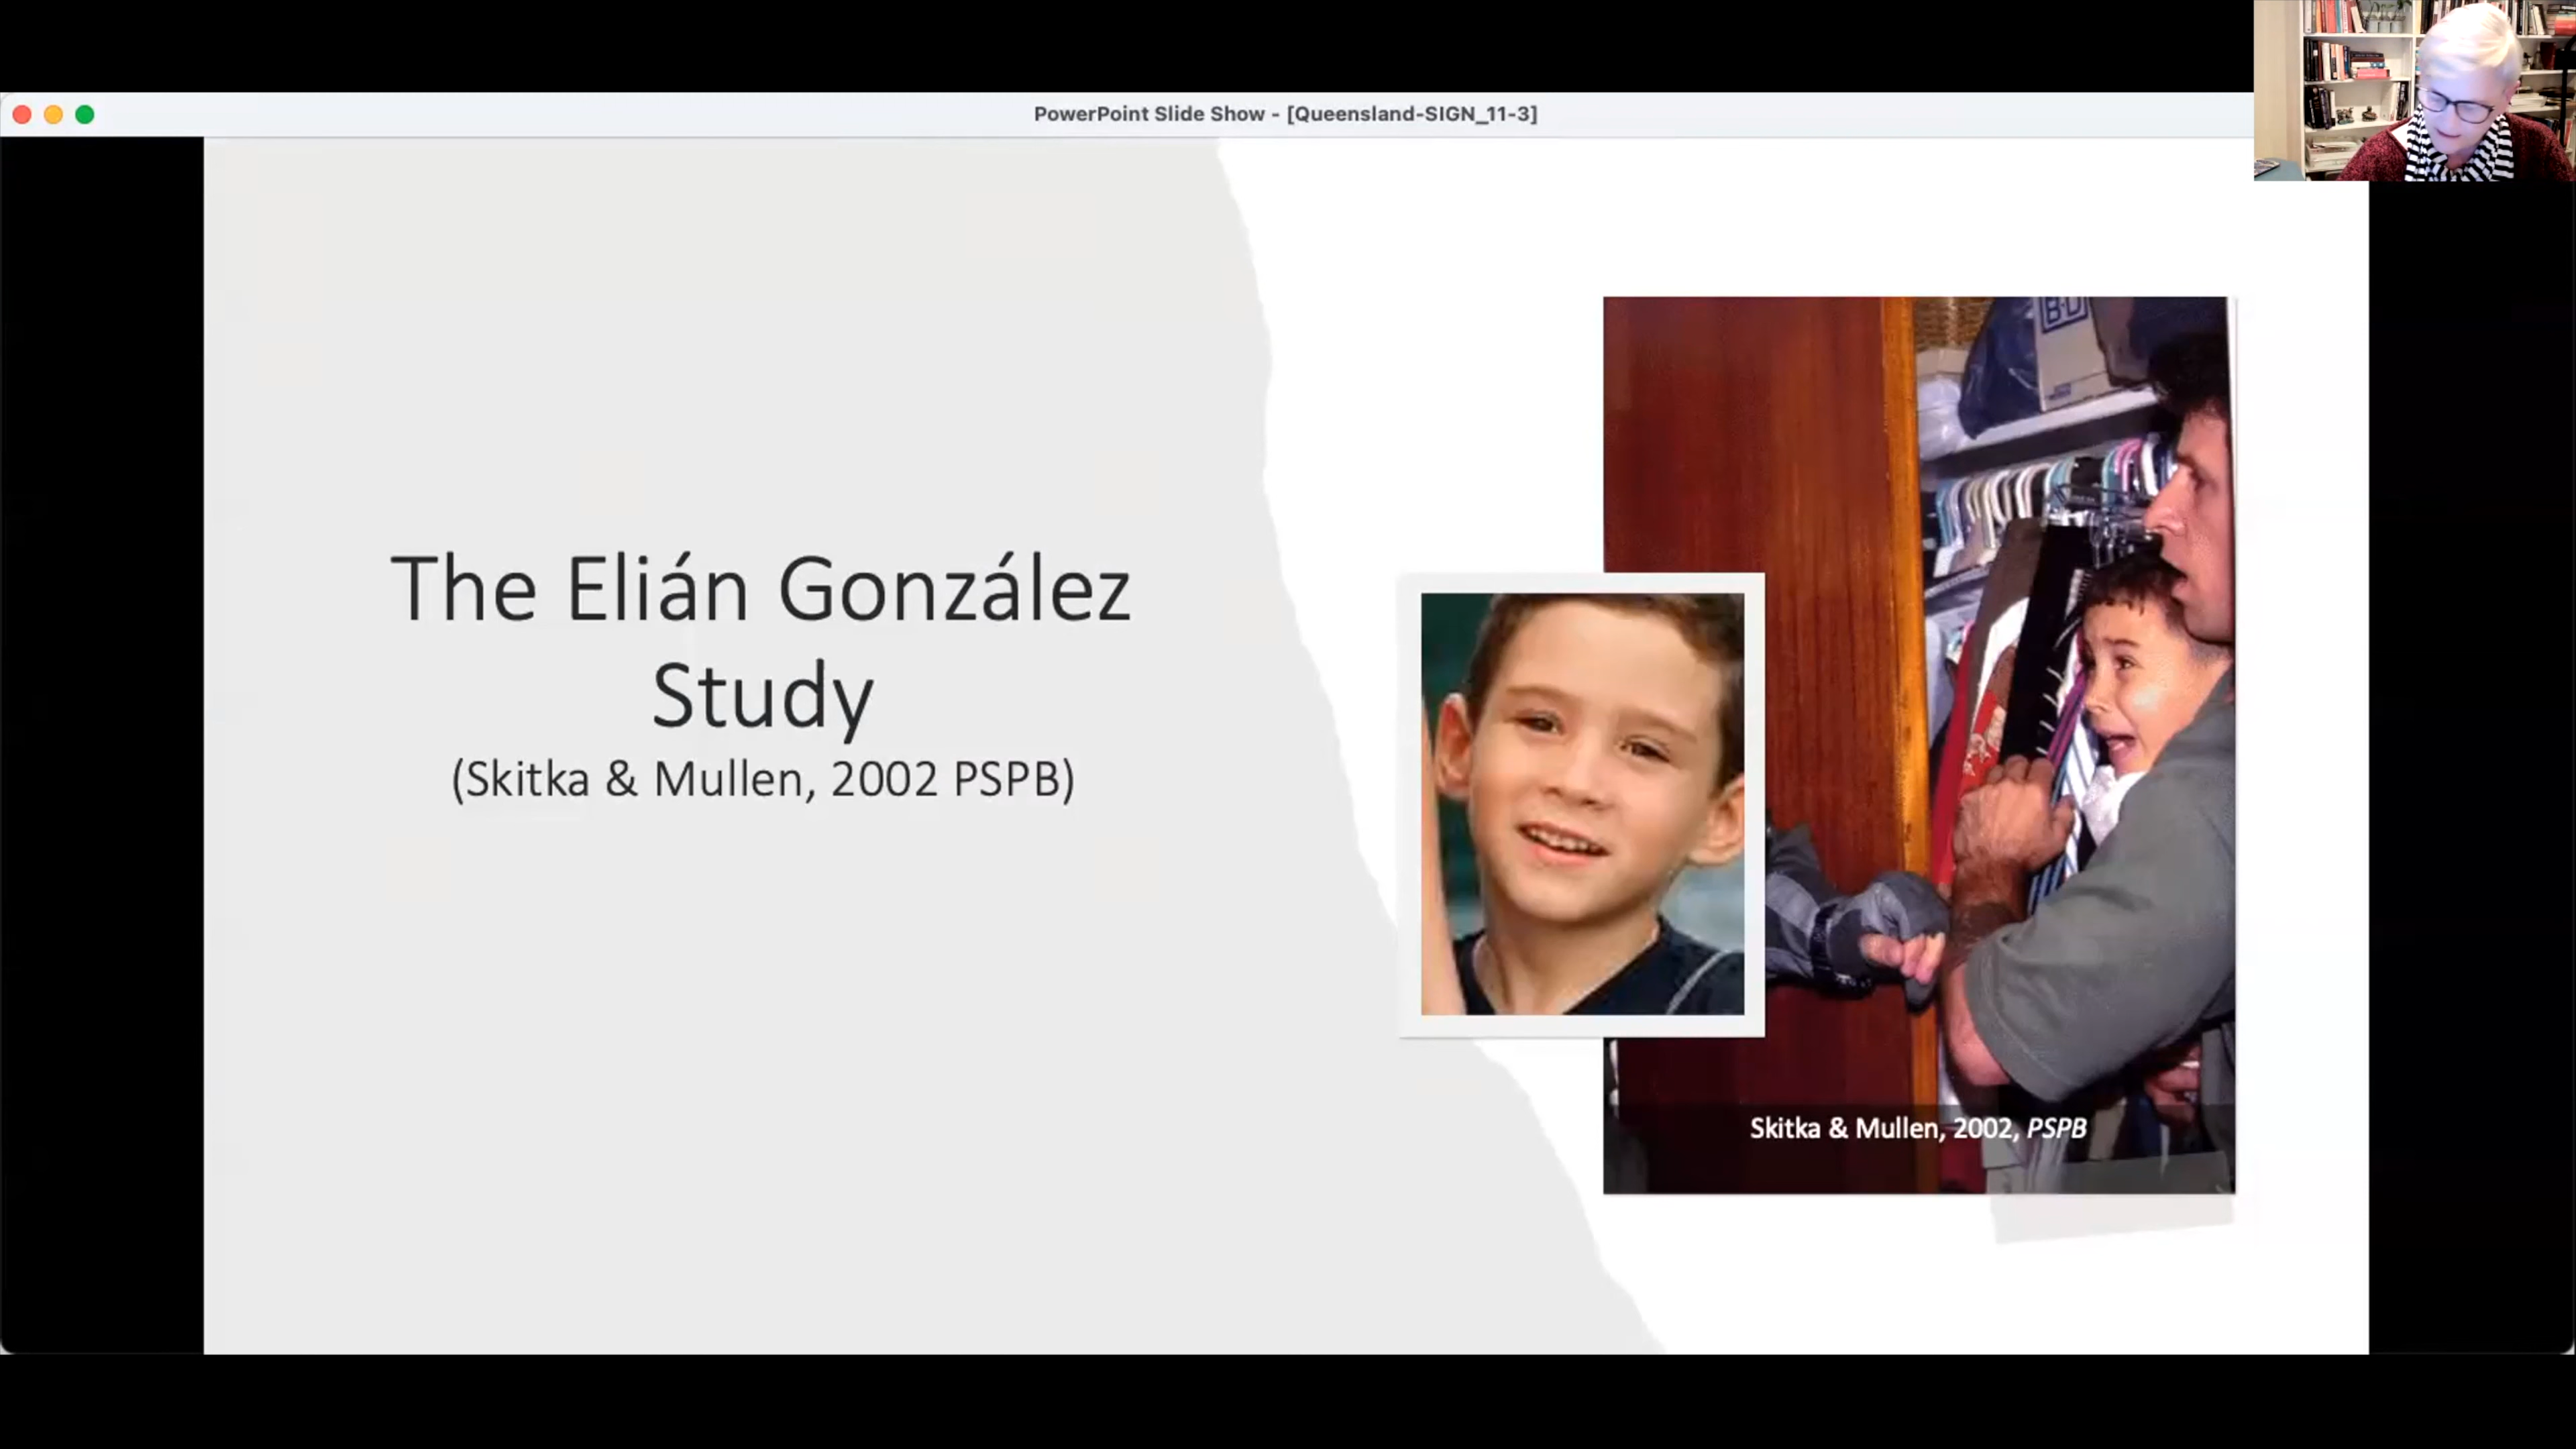 PowerPoint Slide Show - [Queensland-SIGN_11-3]
The Elián González
Study
(Skitka & Mullen, 2002 PSPB)
B·D
Skitka & Mullen, 2002, PSPB